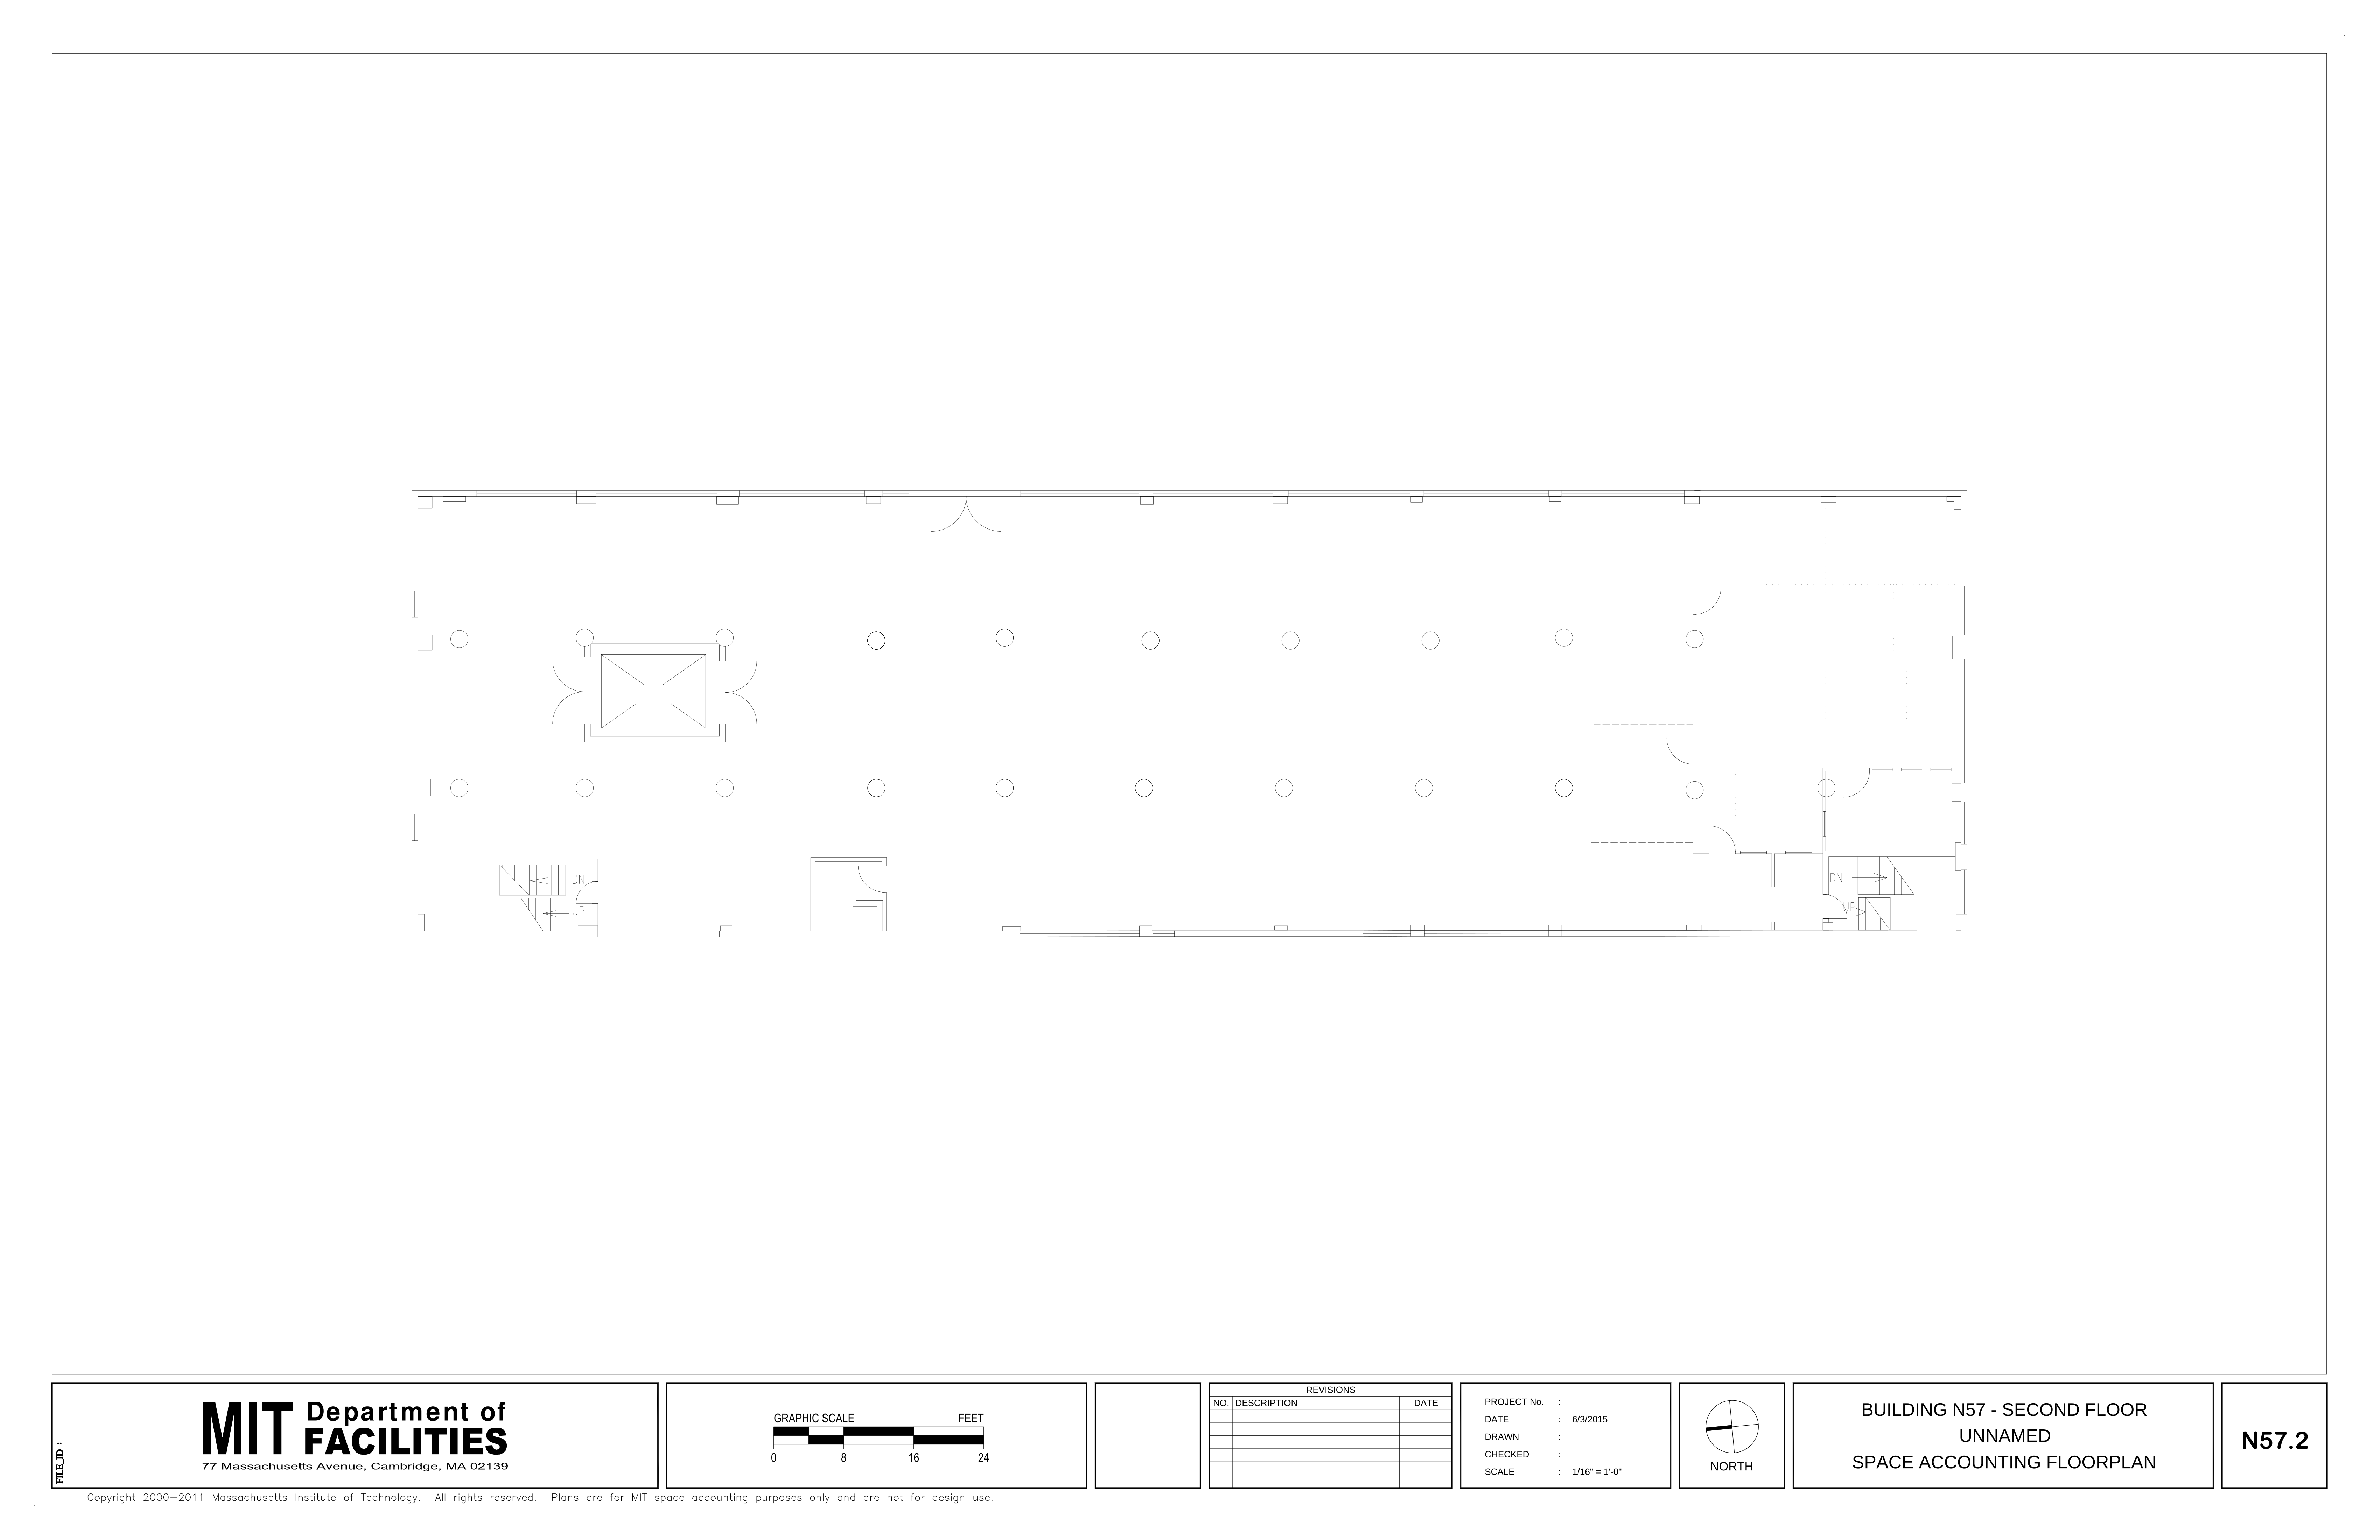 DN
UP
DN
UP
FILE_ID :
MIT Department of
FACILITIES
77 Massachusetts Avenue, Cambridge, MA 02139
GRAPHIC SCALE FEET
0 8 16 24
REVISIONS
NO. DESCRIPTION DATE
PROJECT No. :
DATE : 6/3/2015
DRAWN :
CHECKED :
SCALE : 1/16" = 1'-0"
NORTH
BUILDING N57 - SECOND FLOOR
UNNAMED
SPACE ACCOUNTING FLOORPLAN
N57.2
Copyright 2000-2011 Massachusetts Institute of Technology. All rights reserved. Plans are for MIT space accounting purposes only and are not for design use.